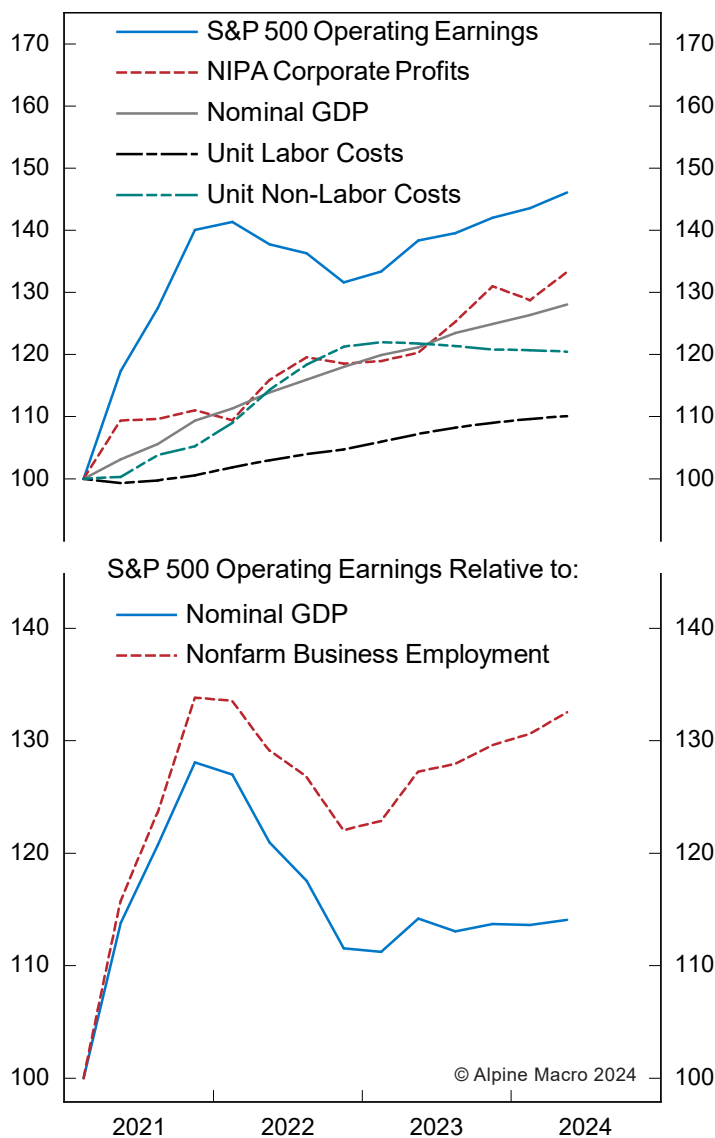 170 170
S&P 500 Operating Earnings
NIPA Corporate Profits
160 160
Nominal GDP
150 150
Unit Labor Costs
Unit Non-Labor Costs
140 140
130 130
120 120
110 110
100 100
S&P 500 Operating Earnings Relative to:
Nominal GDP
140 140
Nonfarm Business Employment
130 130
120 120
110 110
100 100
© Alpine Macro 2024
2021 2022 2023 2024